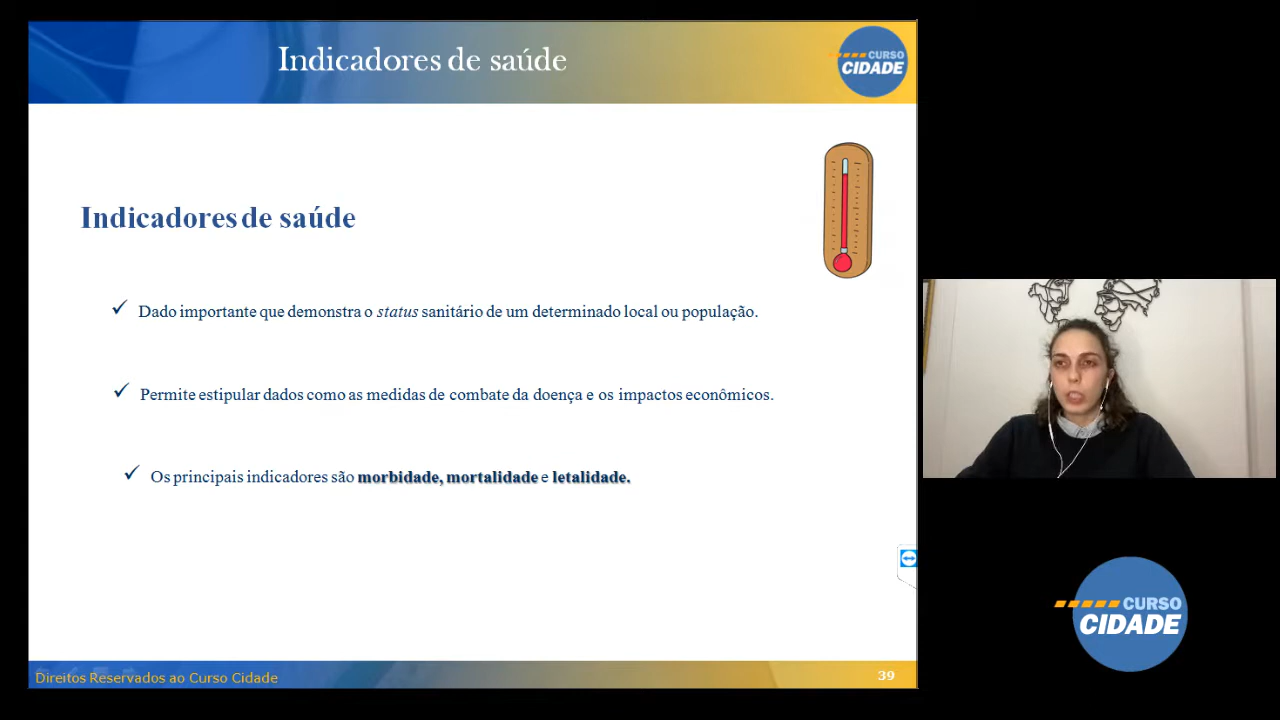 Indicadores de saúde
CURSO
CIDADE
Indicadores de saúde
✓ Dado importante que demonstra o status sanitário de um determinado local ou população.
✓ Permite estipular dados como as medidas de combate da doença e os impactos econômicos.
✓ Os principais indicadores são morbidade, mortalidade e letalidade.
CURSO
CIDADE
Direitos Reservados ao Curso Cidade
39